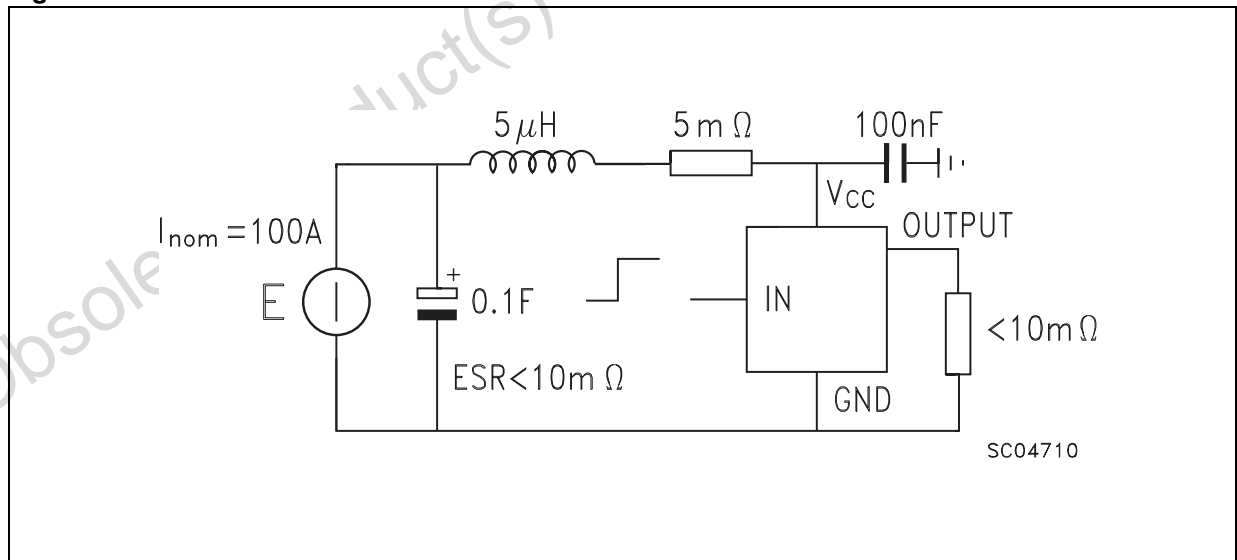 5μH
5mΩ
100nF
VCC
Inom=100A
OUTPUT
E
+
0.1F
IN
<10mΩ
ESR<10mΩ
GND
SC04710